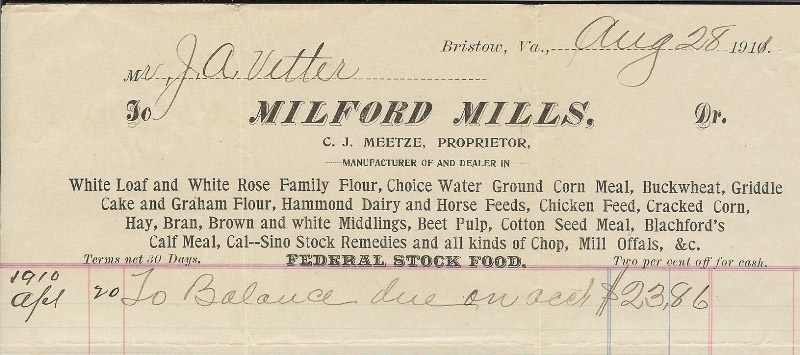 Bristow, Va., Aug 28 1911.
Mr. J. A. Vetter
To MILFORD MILLS, Dr.
C. J. MEETZE, PROPRIETOR,
MANUFACTURER OF AND DEALER IN
White Loaf and White Rose Family Flour, Choice Water Ground Corn Meal, Buckwheat, Griddle
Cake and Graham Flour, Hammond Dairy and Horse Feeds, Chicken Feed, Cracked Corn,
Hay, Bran, Brown and white Middlings, Beet Pulp, Cotton Seed Meal, Blachford's
Calf Meal, Cal--Sino Stock Remedies and all kinds of Chop, Mill Offals, &c.
Terms net 30 Days. FEDERAL STOCK FOOD. Two per cent off for cash.
1910
Apl 20 To Balance due on acct $23,86